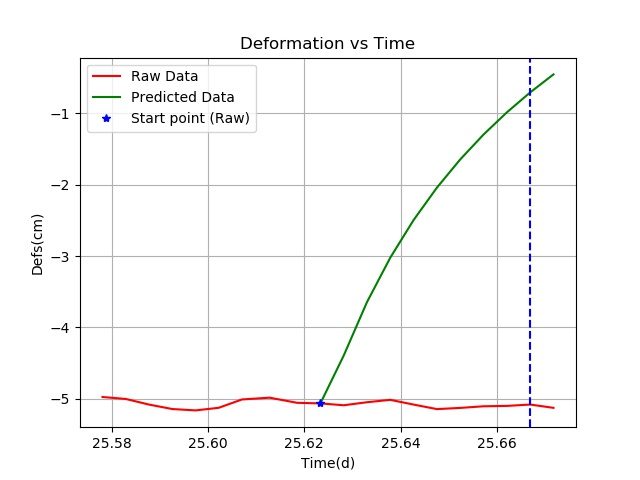 Deformation vs Time
Raw Data
Predicted Data
Start point (Raw)
Defs(cm)
−1
−2
−3
−4
−5
25.58 25.60 25.62 25.64 25.66
Time(d)